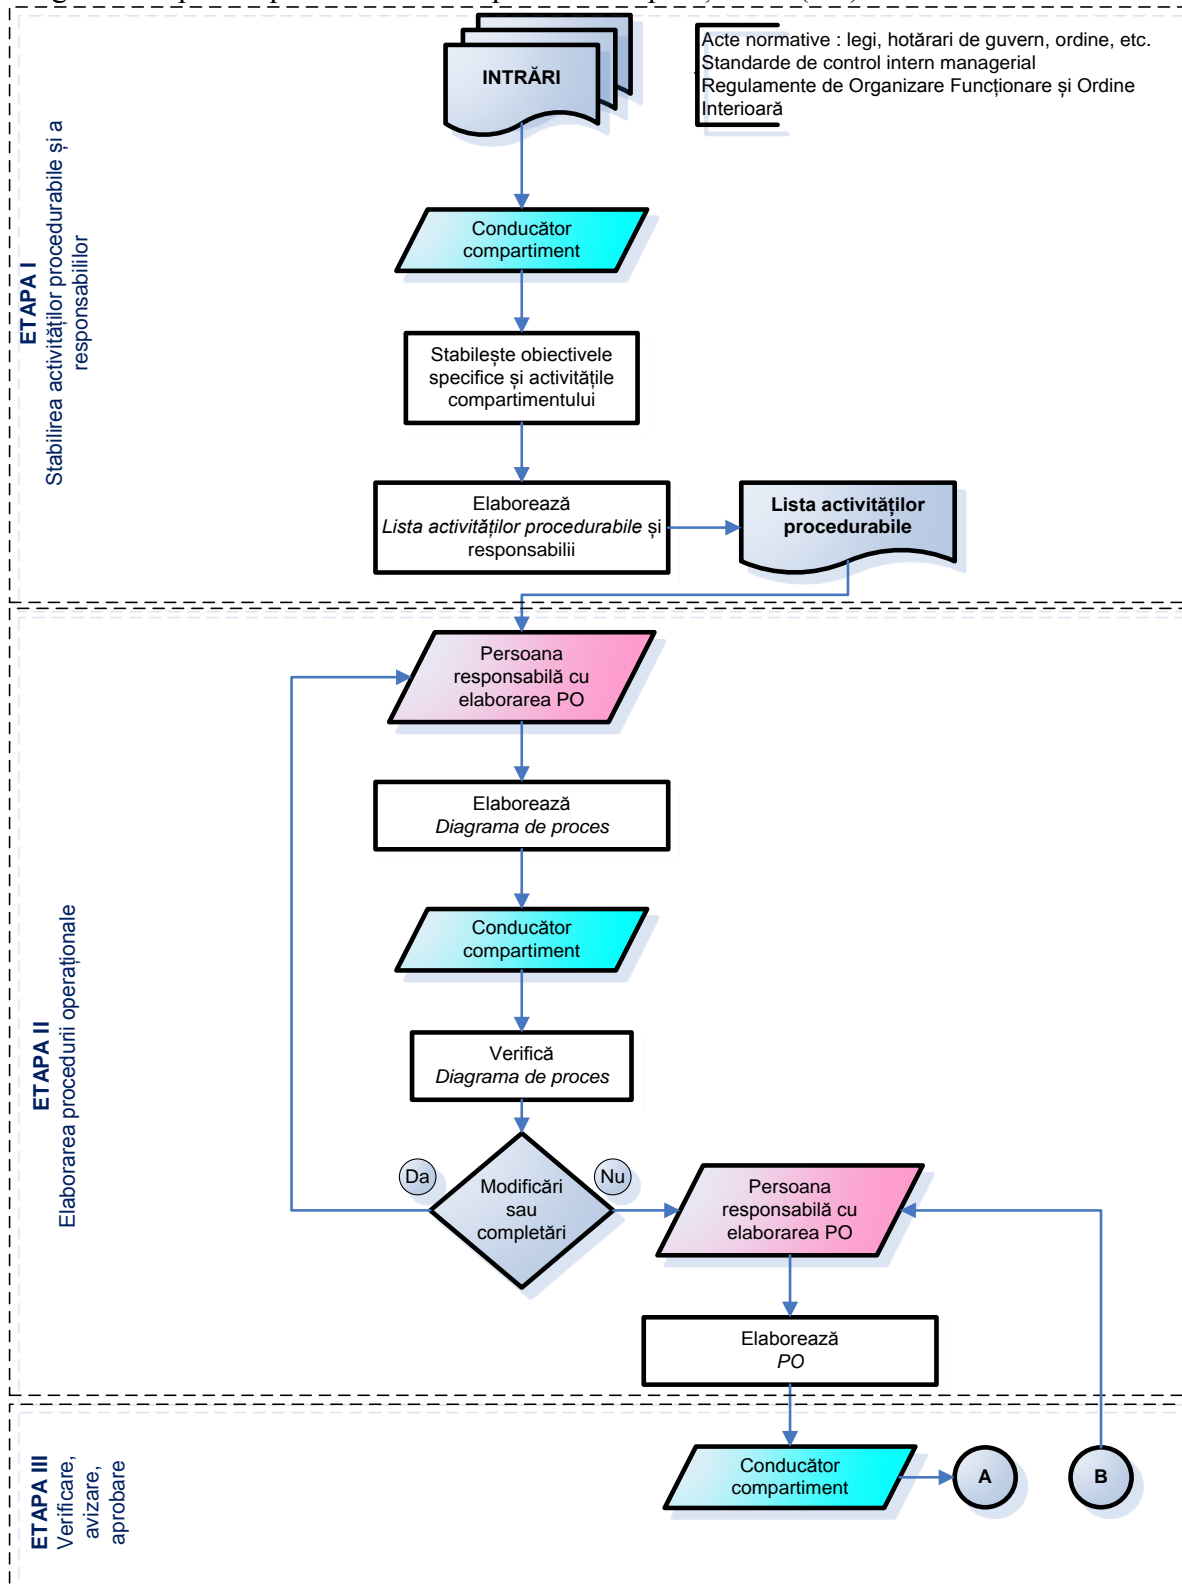 INTRĂRI
Acte normative : legi, hotărari de guvern, ordine, etc.
Standarde de control intern managerial
Regulamente de Organizare Funcționare și Ordine
Interioară
ETAPA I
Stabilirea activităților procedurabile și a
responsabililor
Conducător
compartiment
Stabilește obiectivele
specifice și activitățile
compartimentului
Elaborează
Lista activităților procedurabile și
responsabilii
Lista activităților
procedurabile
ETAPA II
Elaborarea procedurii operaționale
Persoana
responsabilă cu
elaborarea PO
Elaborează
Diagrama de proces
Conducător
compartiment
Verifică
Diagrama de proces
Da
Modificări
sau
completări
Nu
Persoana
responsabilă cu
elaborarea PO
Elaborează
PO
ETAPA III
Verificare,
avizare,
aprobare
Conducător
compartiment
A
B